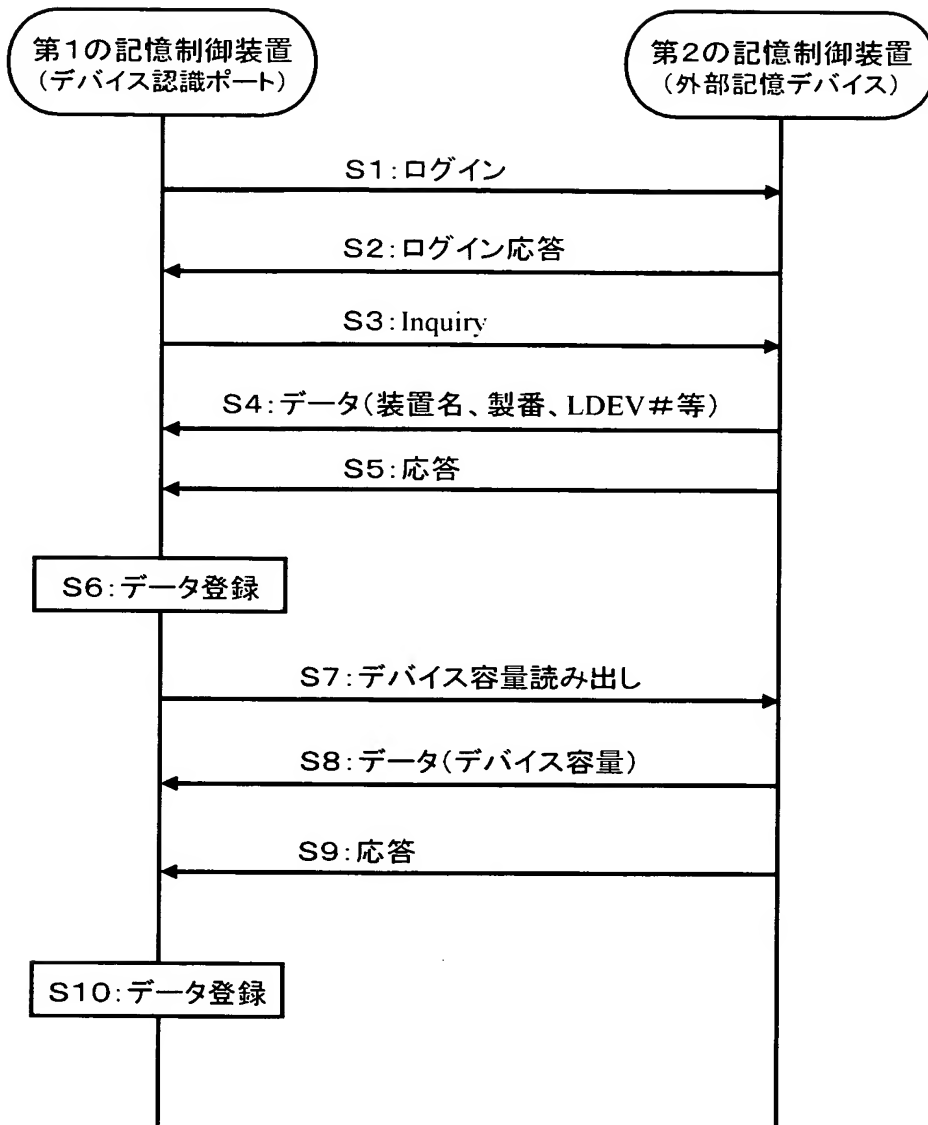 第1の記憶制御装置
(デバイス認識ポート)
第2の記憶制御装置
(外部記憶デバイス)
S1:ログイン
S2:ログイン応答
S3:Inquiry
S4:データ(装置名、製番、LDEV#等)
S5:応答
S6:データ登録
S7:デバイス容量読み出し
S8:データ(デバイス容量)
S9:応答
S10:データ登録